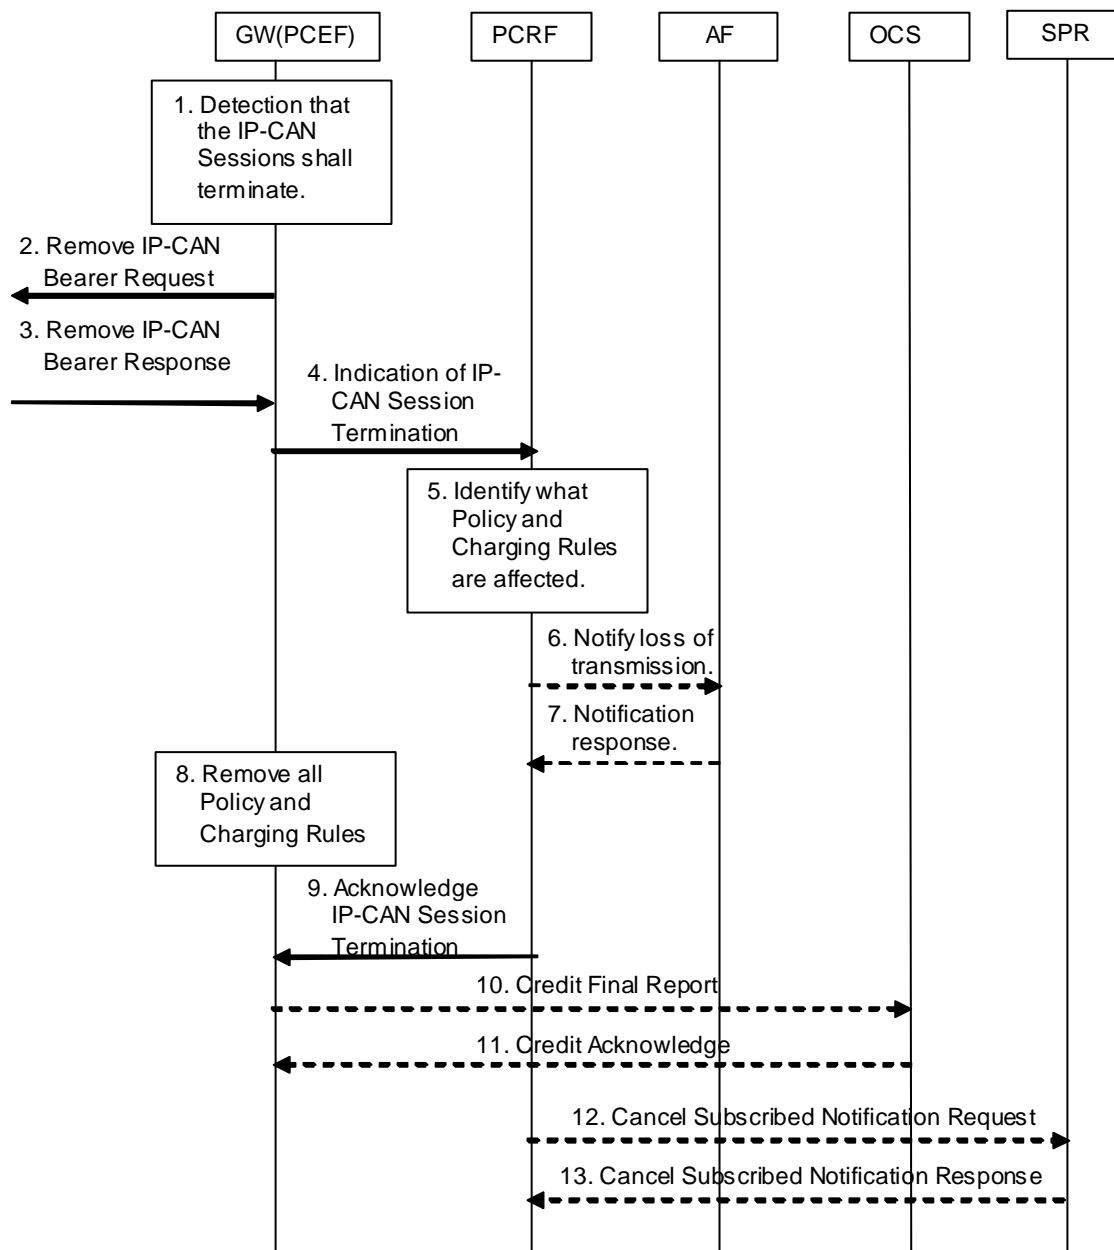 GW(PCEF)
PCRF
AF
OCS
SPR
1. Detection that
the IP-CAN
Sessions shall
terminate.
2. Remove IP-CAN
Bearer Request
3. Remove IP-CAN
Bearer Response
4. Indication of IP-
CAN Session
Termination
5. Identify what
Policy and
Charging Rules
are affected.
6. Notify loss of
transmission.
7. Notification
response.
8. Remove all
Policy and
Charging Rules
9. Acknowledge
IP-CAN Session
Termination
10. Credit Final Report
11. Credit Acknowledge
12. Cancel Subscribed Notification Request
13. Cancel Subscribed Notification Response